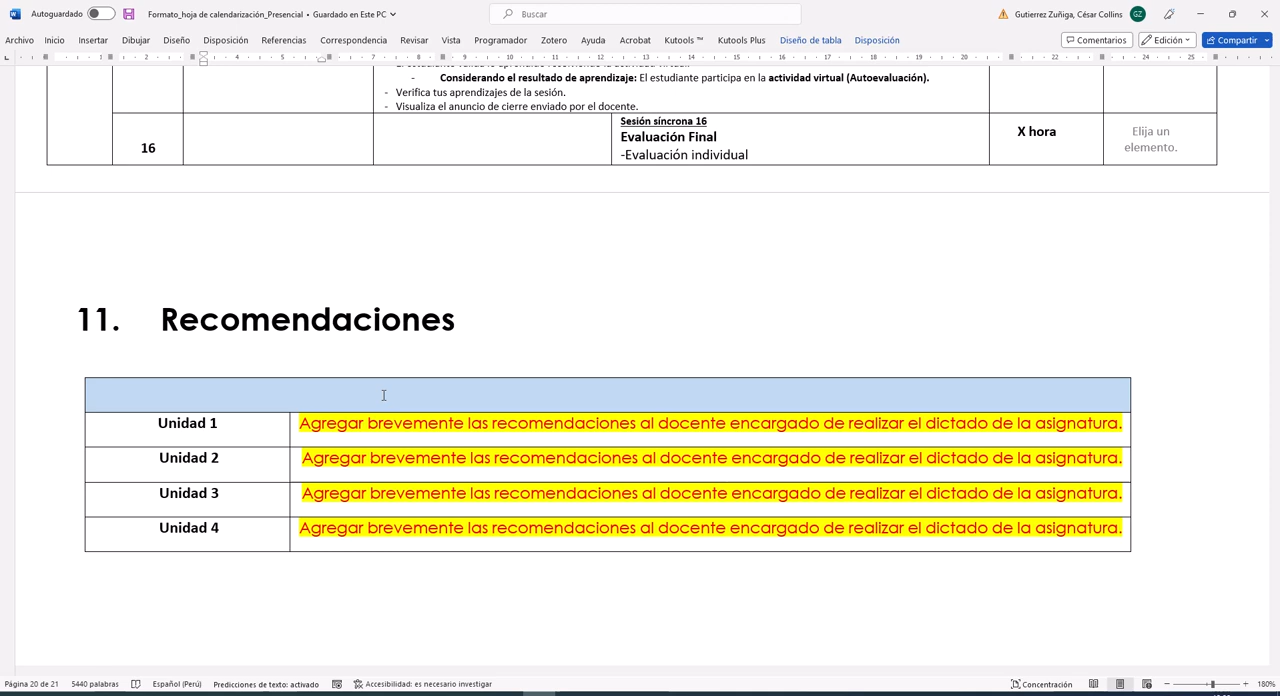 Autoguardado
Formato_hoja de calendarización_Presencial • Guardado en Este PC
Buscar
Gutierrez Zuñiga, César Collins
GZ
Archivo Inicio Insertar Dibujar Diseño Disposición Referencias Correspondencia Revisar Vista Programador Zotero Ayuda Acrobat Kutools ™ Kutools Plus Diseño de tabla Disposición
Comentarios Edición Compartir
- Considerando el resultado de aprendizaje: El estudiante participa en la actividad virtual (Autoevaluación).
- Verifica tus aprendizajes de la sesión.
- Visualiza el anuncio de cierre enviado por el docente.
16
Sesión síncrona 16
Evaluación Final
-Evaluación individual
X hora
Elija un
elemento.
11. Recomendaciones
Unidad 1 Agregar brevemente las recomendaciones al docente encargado de realizar el dictado de la asignatura.
Unidad 2 Agregar brevemente las recomendaciones al docente encargado de realizar el dictado de la asignatura.
Unidad 3 Agregar brevemente las recomendaciones al docente encargado de realizar el dictado de la asignatura.
Unidad 4 Agregar brevemente las recomendaciones al docente encargado de realizar el dictado de la asignatura.
Página 20 de 21 5440 palabras Español (Perú) Predicciones de texto: activado Accesibilidad: es necesario investigar
Concentración 180%